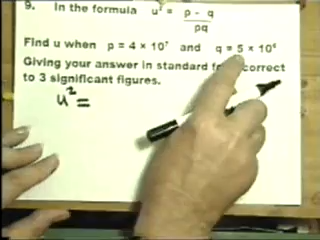 9. In the formula u² = p - q / pq
Find u when p = 4 × 10⁷ and q = 5 × 10⁶
Giving your answer in standard correct
to 3 significant figures.
u² =